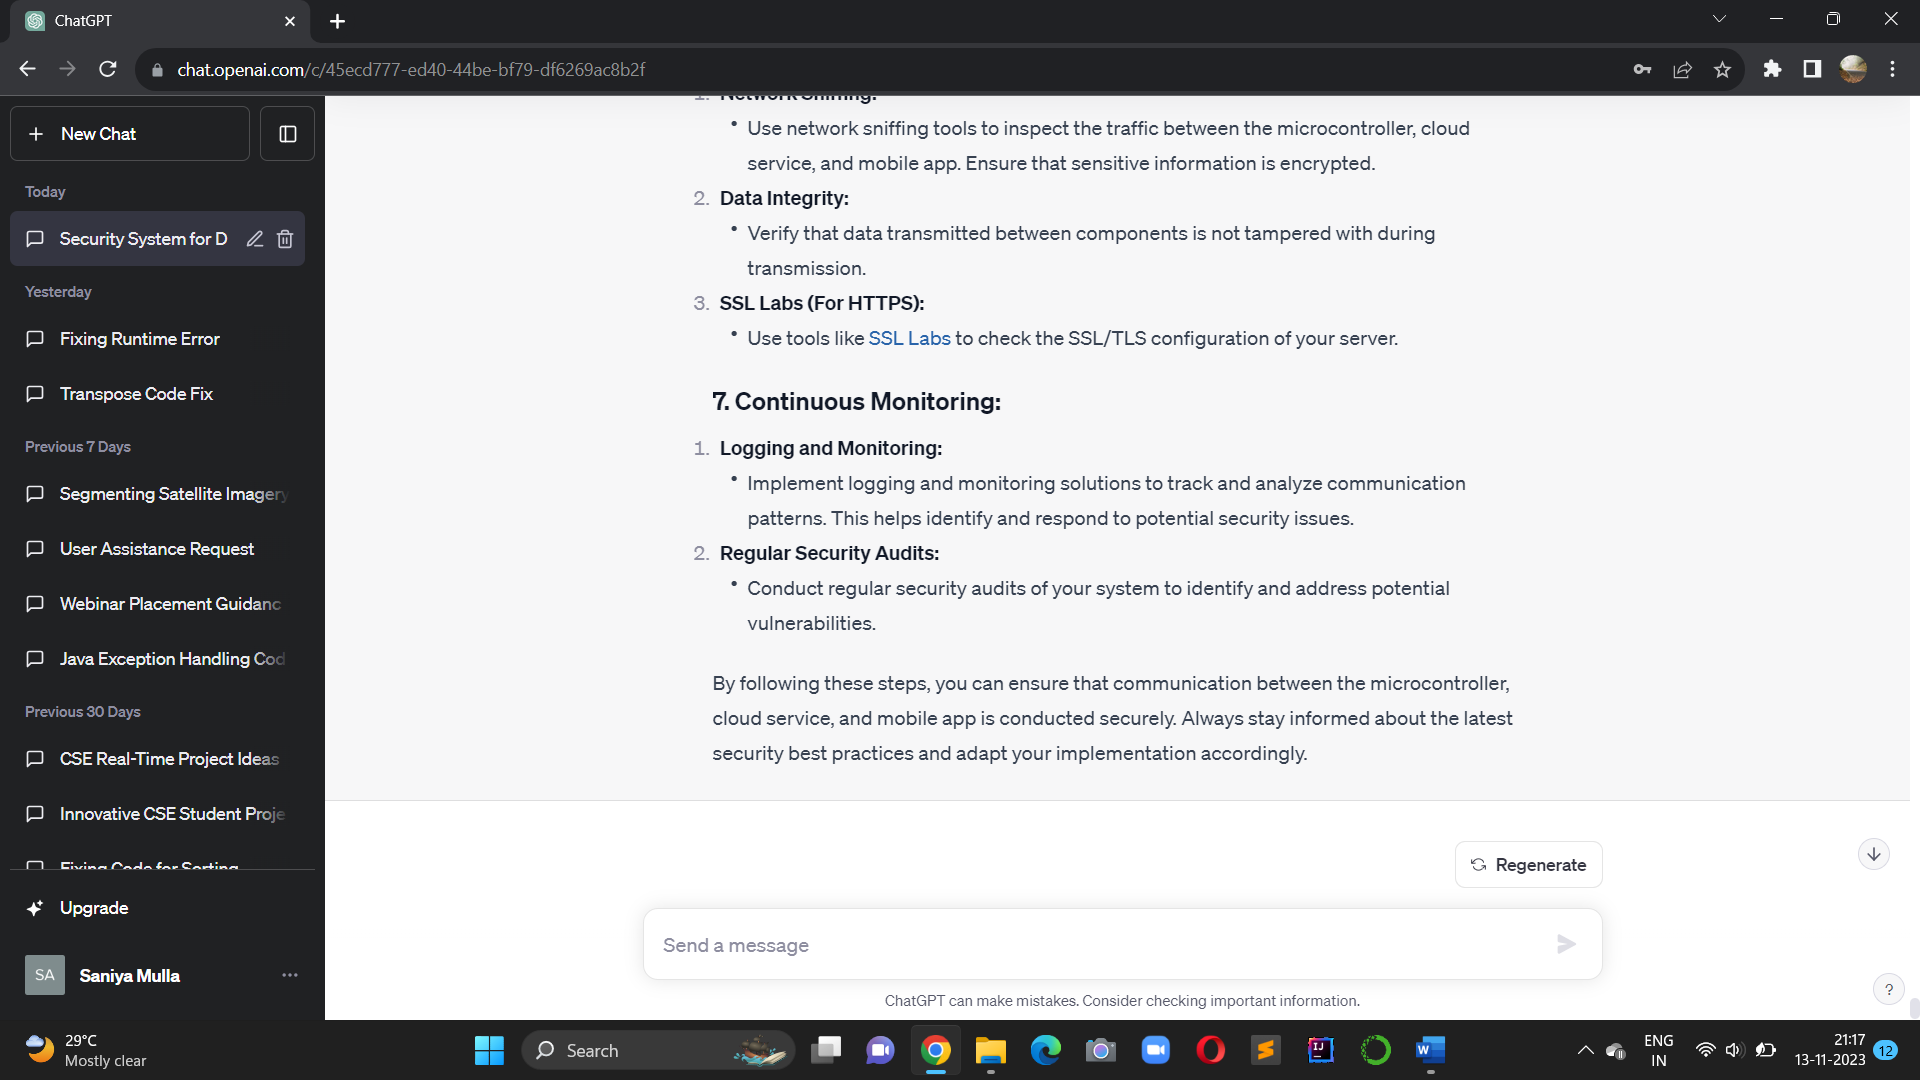 ChatGPT
chat.openai.com/c/45ecd777-ed40-44be-bf79-df6269ac8b2f
New Chat
Today
Security System for D
Yesterday
Fixing Runtime Error
Transpose Code Fix
Previous 7 Days
Segmenting Satellite Imagery
User Assistance Request
Webinar Placement Guidanc
Java Exception Handling Cod
Previous 30 Days
CSE Real-Time Project Ideas
Innovative CSE Student Proje
Fixing Code for Sorting
Upgrade
SA
Saniya Mulla
1. Network Sniffing:
• Use network sniffing tools to inspect the traffic between the microcontroller, cloud
service, and mobile app. Ensure that sensitive information is encrypted.
2. Data Integrity:
• Verify that data transmitted between components is not tampered with during
transmission.
3. SSL Labs (For HTTPS):
• Use tools like SSL Labs to check the SSL/TLS configuration of your server.
7. Continuous Monitoring:
1. Logging and Monitoring:
• Implement logging and monitoring solutions to track and analyze communication
patterns. This helps identify and respond to potential security issues.
2. Regular Security Audits:
• Conduct regular security audits of your system to identify and address potential
vulnerabilities.
By following these steps, you can ensure that communication between the microcontroller,
cloud service, and mobile app is conducted securely. Always stay informed about the latest
security best practices and adapt your implementation accordingly.
Regenerate
Send a message
ChatGPT can make mistakes. Consider checking important information.
?
29°C
Mostly clear
Search
IJ
W
ENG
IN
21:17
13-11-2023
12